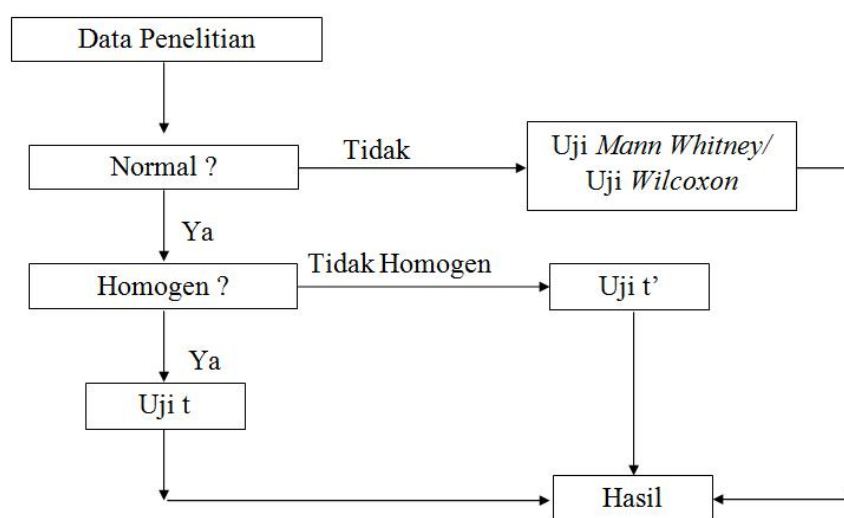 Data Penelitian
Normal ?
Tidak
Uji Mann Whitney/
Uji Wilcoxon
Ya
Homogen ?
Tidak Homogen
Uji t’
Ya
Uji t
Hasil